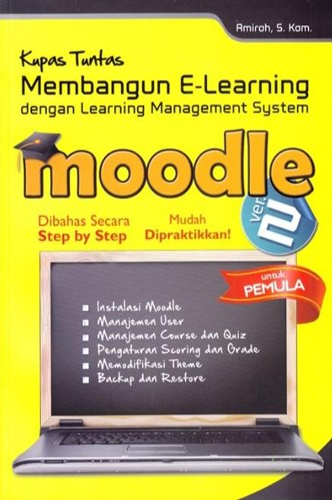 Amiroh, S. Kom.
Kupas Tuntas
Membangun E-Learning
dengan Learning Management System
moodle
versi 2
Dibahas Secara
Step by Step
Mudah
Dipraktikkan!
untuk
PEMULA
Instalasi Moodle
Manajemen User
Manajemen Course dan Quiz
Pengaturan Scoring dan Grade
Memodifikasi Theme
Backup dan Restore